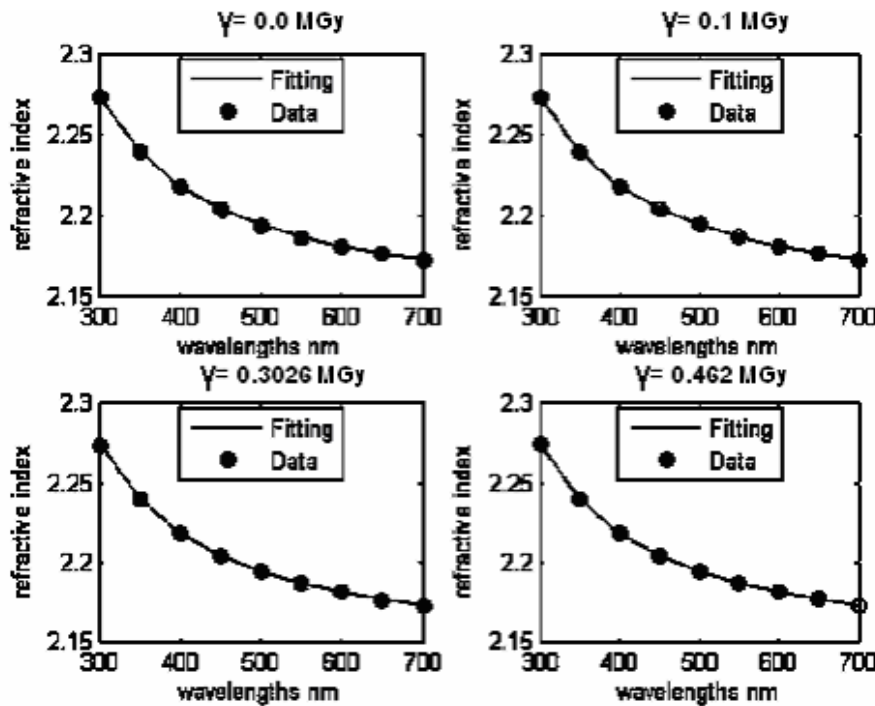 γ= 0.0 MGy
2.3
2.25
2.2
2.15
refractive index
Fitting
Data
300 400 500 600 700
wavelengths nm
γ= 0.1 MGy
2.3
2.25
2.2
2.15
refractive index
Fitting
Data
300 400 500 600 700
wavelengths nm
γ= 0.3026 MGy
2.3
2.25
2.2
2.15
refractive index
Fitting
Data
300 400 500 600 700
wavelengths nm
γ= 0.462 MGy
2.3
2.25
2.2
2.15
refractive index
Fitting
Data
300 400 500 600 700
wavelengths nm